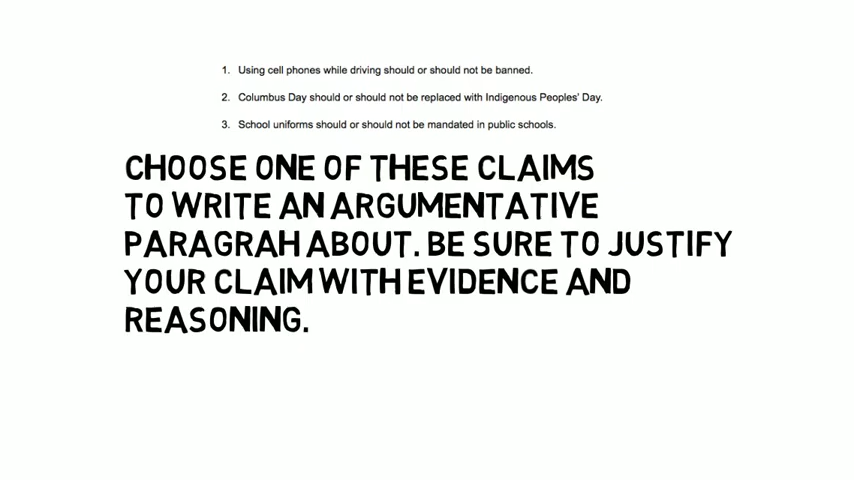 1. Using cell phones while driving should or should not be banned.
2. Columbus Day should or should not be replaced with Indigenous Peoples' Day.
3. School uniforms should or should not be mandated in public schools.
CHOOSE ONE OF THESE CLAIMS
TO WRITE AN ARGUMENTATIVE
PARAGRAH ABOUT. BE SURE TO JUSTIFY
YOUR CLAIM WITH EVIDENCE AND
REASONING.